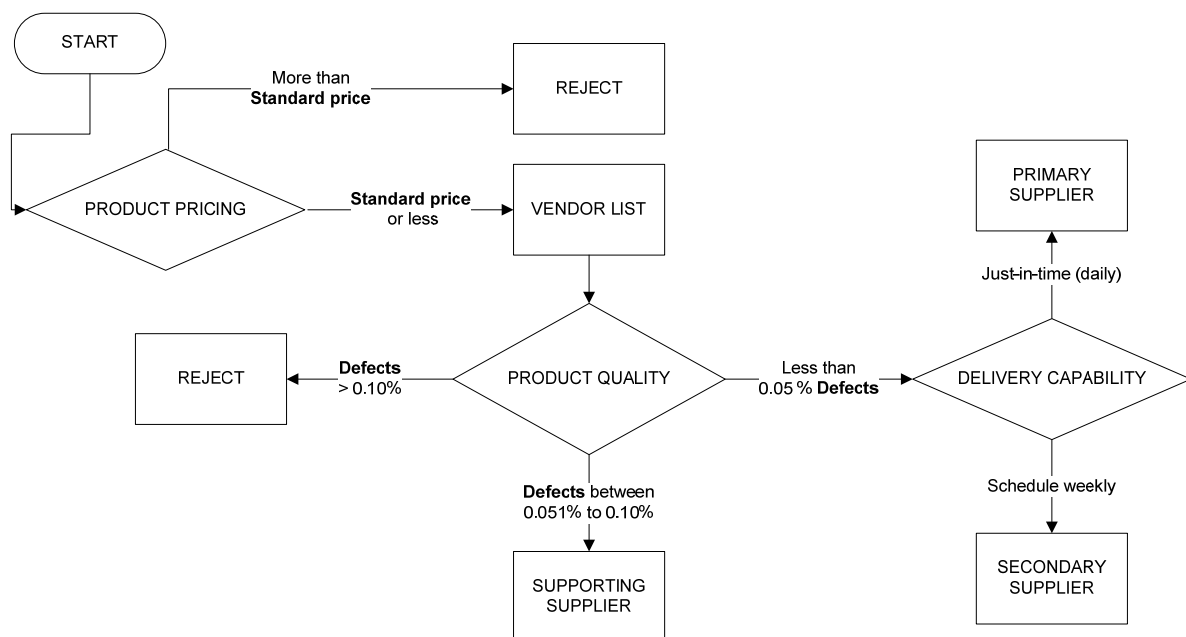 START
More than
Standard price
REJECT
PRODUCT PRICING
Standard price
or less
VENDOR LIST
PRIMARY
SUPPLIER
Just-in-time (daily)
REJECT
Defects
> 0.10%
PRODUCT QUALITY
Less than
0.05 % Defects
DELIVERY CAPABILITY
Defects between
0.051% to 0.10%
Schedule weekly
SUPPORTING
SUPPLIER
SECONDARY
SUPPLIER